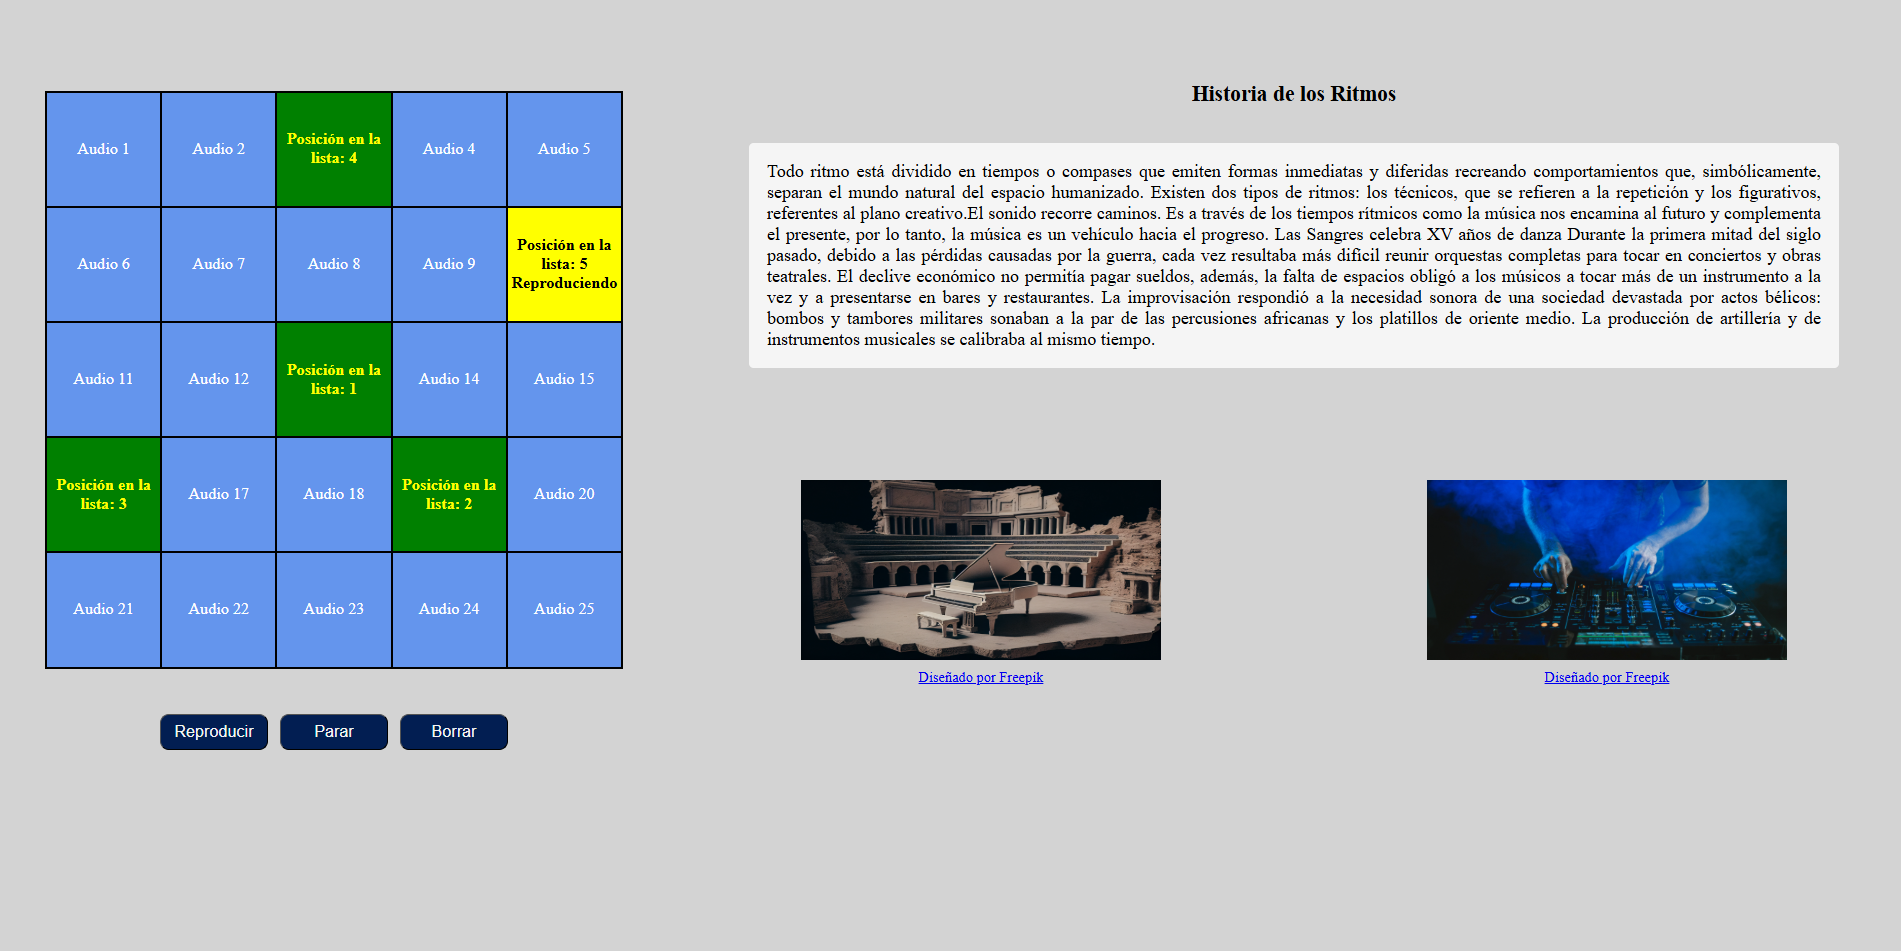 Audio 1
Audio 2
Posición en la
lista: 4
Audio 4
Audio 5
Audio 6
Audio 7
Audio 8
Audio 9
Posición en la
lista: 5
Reproduciendo
Audio 11
Audio 12
Posición en la
lista: 1
Audio 14
Audio 15
Posición en la
lista: 3
Audio 17
Audio 18
Posición en la
lista: 2
Audio 20
Audio 21
Audio 22
Audio 23
Audio 24
Audio 25
Reproducir
Parar
Borrar
Historia de los Ritmos
Todo ritmo está dividido en tiempos o compases que emiten formas inmediatas y diferidas recreando comportamientos que, simbólicamente,
separan el mundo natural del espacio humanizado. Existen dos tipos de ritmos: los técnicos, que se refieren a la repetición y los figurativos,
referentes al plano creativo.El sonido recorre caminos. Es a través de los tiempos rítmicos como la música nos encamina al futuro y complementa
el presente, por lo tanto, la música es un vehículo hacia el progreso. Las Sangres celebra XV años de danza Durante la primera mitad del siglo
pasado, debido a las pérdidas causadas por la guerra, cada vez resultaba más difícil reunir orquestas completas para tocar en conciertos y obras
teatrales. El declive económico no permitía pagar sueldos, además, la falta de espacios obligó a los músicos a tocar más de un instrumento a la
vez y a presentarse en bares y restaurantes. La improvisación respondió a la necesidad sonora de una sociedad devastada por actos bélicos:
bombos y tambores militares sonaban a la par de las percusiones africanas y los platillos de oriente medio. La producción de artillería y de
instrumentos musicales se calibraba al mismo tiempo.
Diseñado por Freepik
Diseñado por Freepik